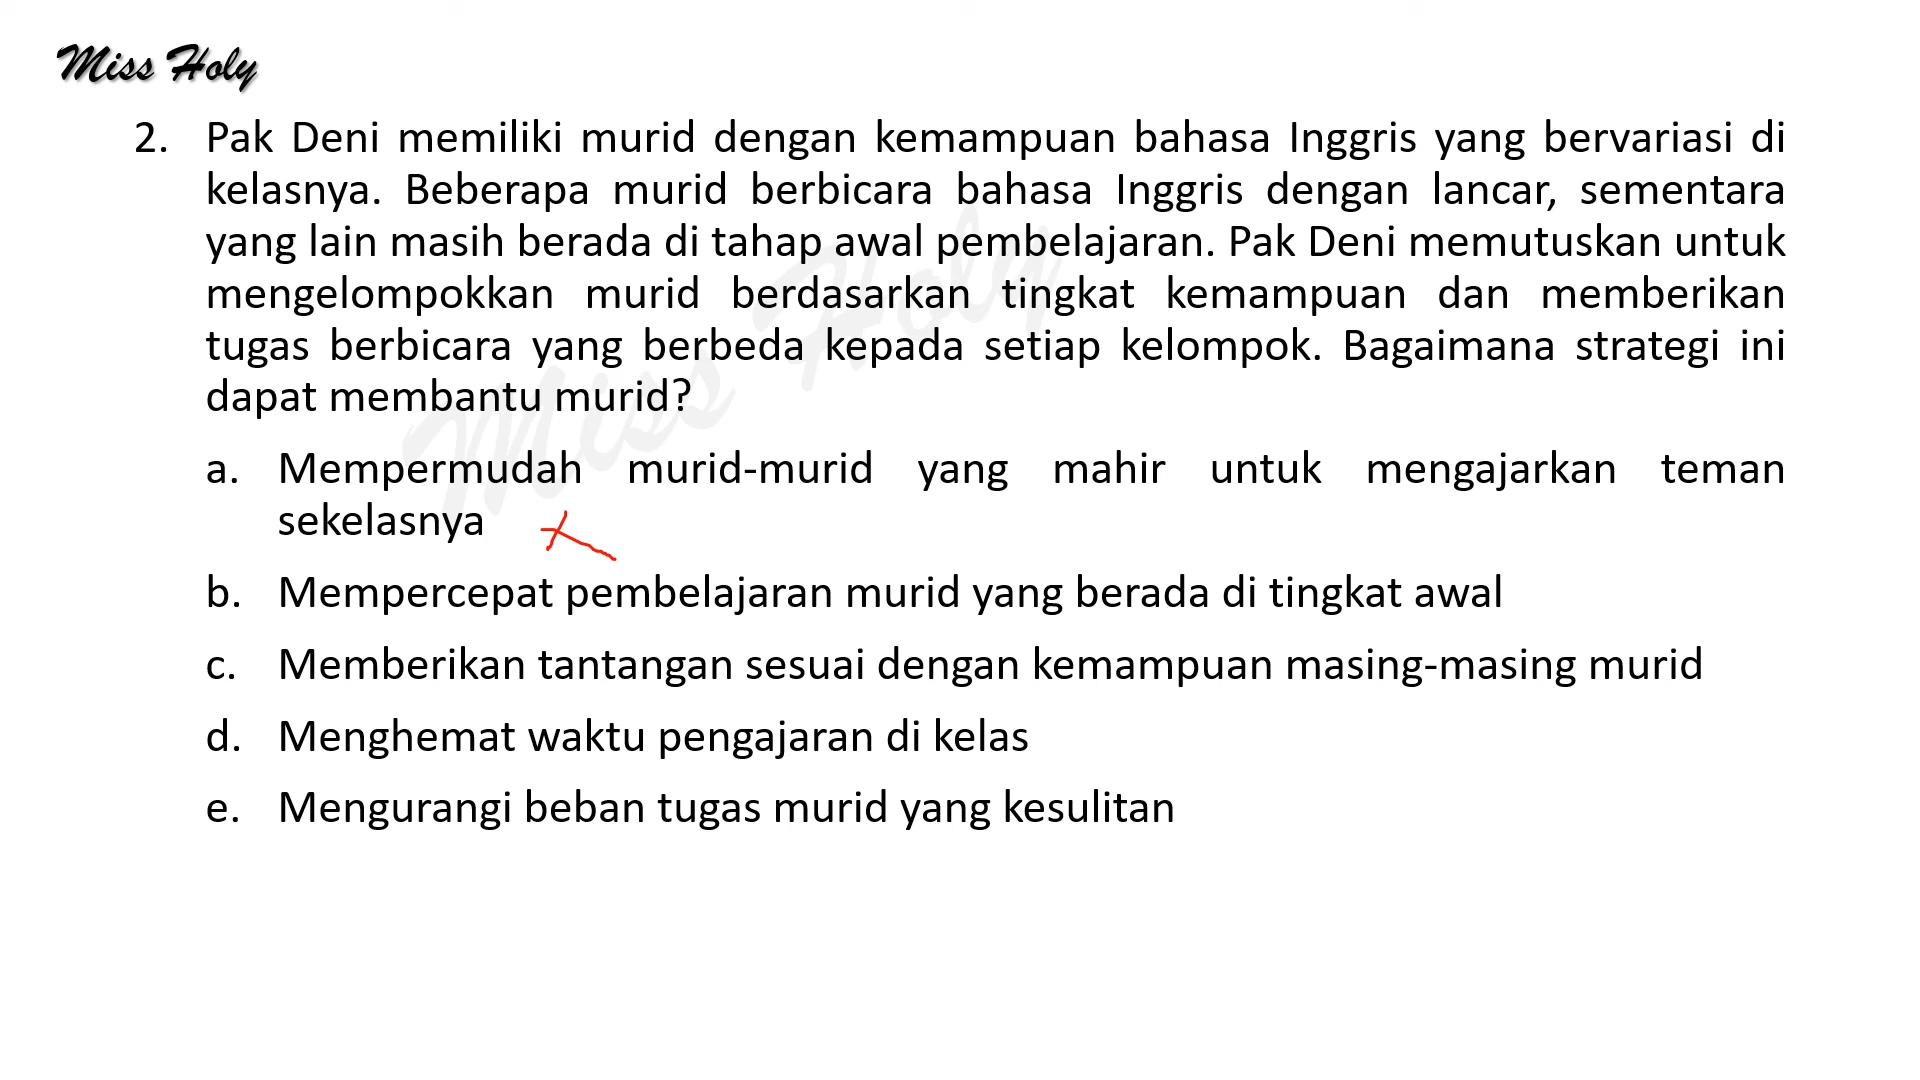 Miss Holy
2. Pak Deni memiliki murid dengan kemampuan bahasa Inggris yang bervariasi di
kelasnya. Beberapa murid berbicara bahasa Inggris dengan lancar, sementara
yang lain masih berada di tahap awal pembelajaran. Pak Deni memutuskan untuk
mengelompokkan murid berdasarkan tingkat kemampuan dan memberikan
tugas berbicara yang berbeda kepada setiap kelompok. Bagaimana strategi ini
dapat membantu murid?
Miss Holy
a. Mempermudah murid-murid yang mahir untuk mengajarkan teman
sekelasnya
b. Mempercepat pembelajaran murid yang berada di tingkat awal
c. Memberikan tantangan sesuai dengan kemampuan masing-masing murid
d. Menghemat waktu pengajaran di kelas
e. Mengurangi beban tugas murid yang kesulitan